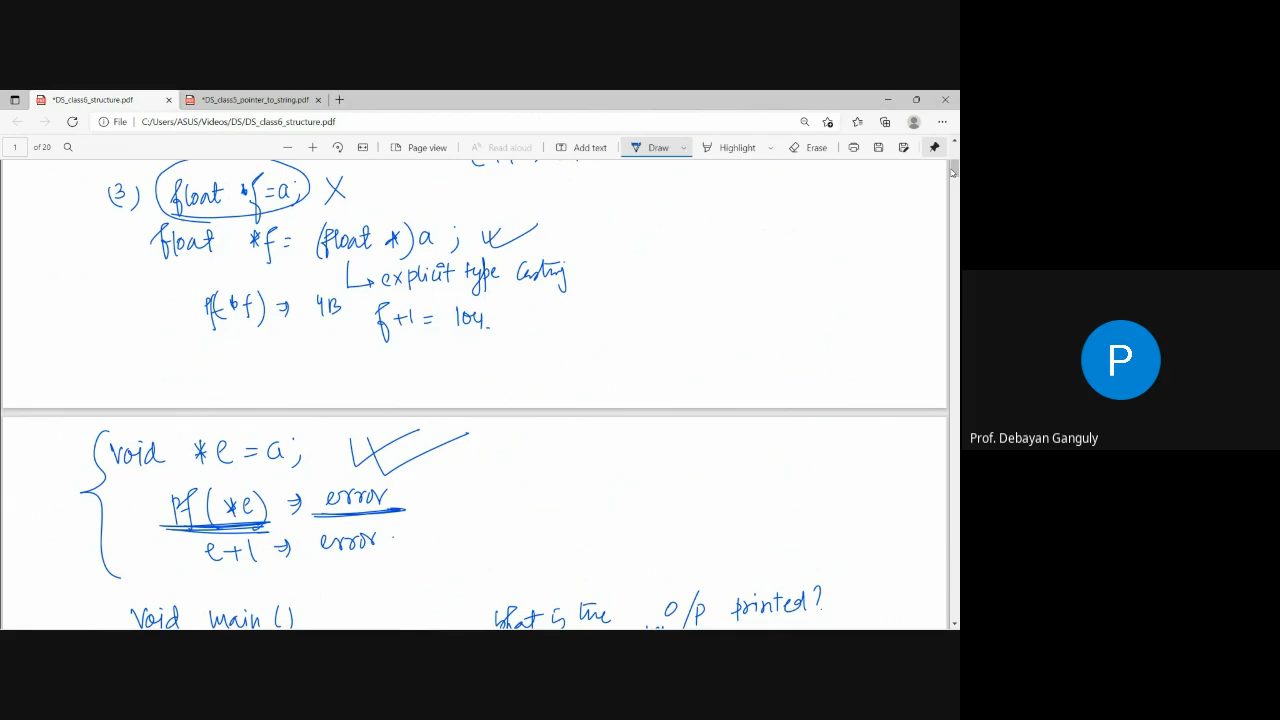 *DS_class6_structure.pdf
*DS_class5_pointer_to_string.pdf
File
C:/Users/ASUS/Videos/DS/DS_class6_structure.pdf
1 of 20
Page view
Read aloud
Add text
Draw
Highlight
Erase
(3) float *f=a; X
float *f= (float *)a ;
explicit type casting
Pf(*f) ⇒ 4B f+1 = 104.
Prof. Debayan Ganguly
P
void *e = a;
Pf(*e) ⇒ error
e+1 ⇒ error
Void main()
What is the O/P printed?